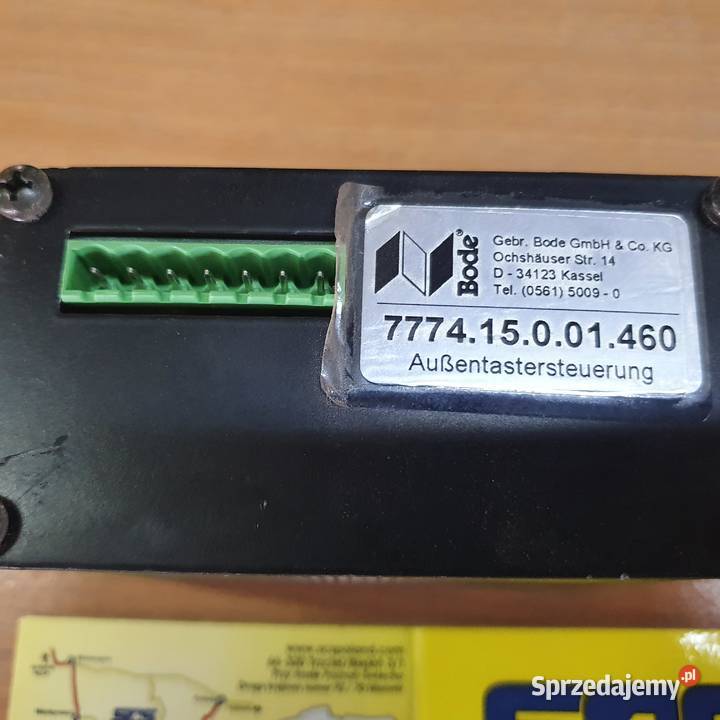 Bode®
Gebr. Bode GmbH & Co. KG
Ochshäuser Str. 14
D - 34123 Kassel
Tel. (0561) 5009 - 0
7774.15.0.01.460
Außentastersteuerung
Sprzedajemy.pl